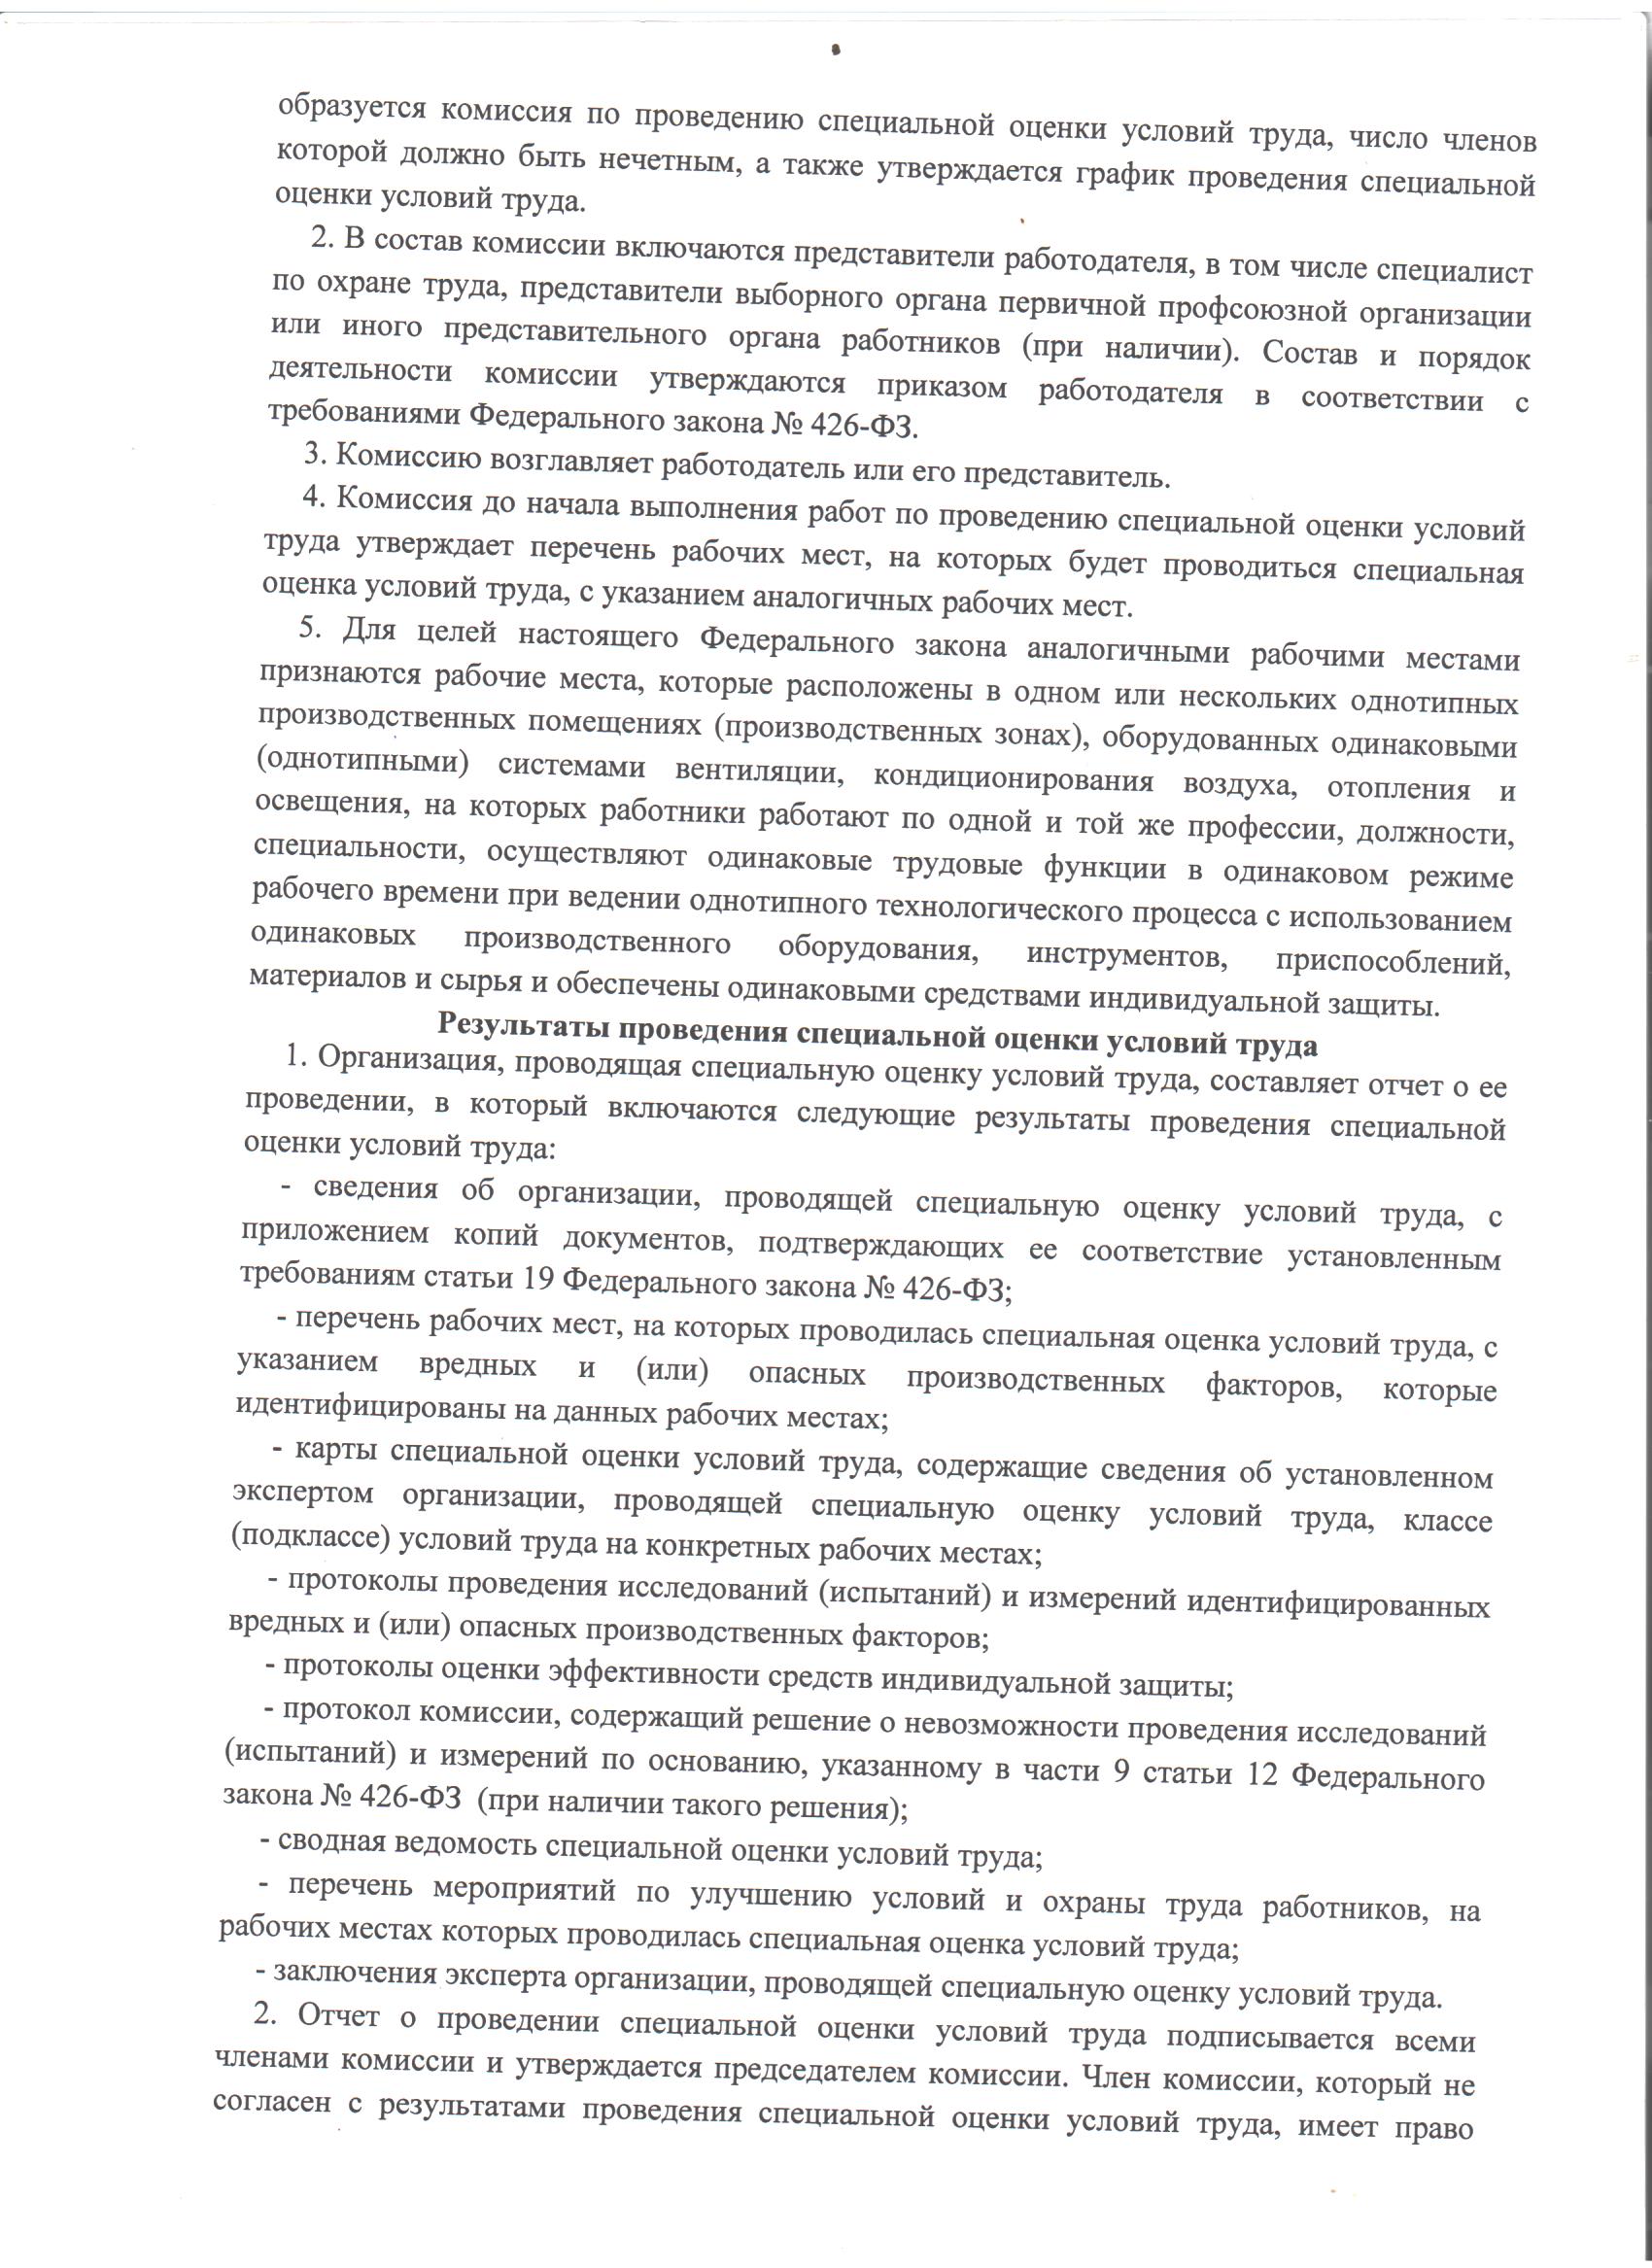 образуется комиссия по проведению специальной оценки условий труда, число членов
которой должно быть нечетным, а также утверждается график проведения специальной
оценки условий труда.
2. В состав комиссии включаются представители работодателя, в том числе специалист
по охране труда, представители выборного органа первичной профсоюзной организации
или иного представительного органа работников (при наличии). Состав и порядок
деятельности комиссии утверждаются приказом работодателя в соответствии с
требованиями Федерального закона № 426-ФЗ.
3. Комиссию возглавляет работодатель или его представитель.
4. Комиссия до начала выполнения работ по проведению специальной оценки условий
труда утверждает перечень рабочих мест, на которых будет проводиться специальная
оценка условий труда, с указанием аналогичных рабочих мест.
5. Для целей настоящего Федерального закона аналогичными рабочими местами
признаются рабочие места, которые расположены в одном или нескольких однотипных
производственных помещениях (производственных зонах), оборудованных одинаковыми
(однотипными) системами вентиляции, кондиционирования воздуха, отопления и
освещения, на которых работники работают по одной и той же профессии, должности,
специальности, осуществляют одинаковые трудовые функции в одинаковом режиме
рабочего времени при ведении однотипного технологического процесса с использованием
одинаковых производственного оборудования, инструментов, приспособлений,
материалов и сырья и обеспечены одинаковыми средствами индивидуальной защиты.
Результаты проведения специальной оценки условий труда
1. Организация, проводящая специальную оценку условий труда, составляет отчет о ее
проведении, в который включаются следующие результаты проведения специальной
оценки условий труда:
- сведения об организации, проводящей специальную оценку условий труда, с
приложением копий документов, подтверждающих ее соответствие установленным
требованиям статьи 19 Федерального закона № 426-ФЗ;
- перечень рабочих мест, на которых проводилась специальная оценка условий труда, с
указанием вредных и (или) опасных производственных факторов, которые
идентифицированы на данных рабочих местах;
- карты специальной оценки условий труда, содержащие сведения об установленном
экспертом организации, проводящей специальную оценку условий труда, классе
(подклассе) условий труда на конкретных рабочих местах;
- протоколы проведения исследований (испытаний) и измерений идентифицированных
вредных и (или) опасных производственных факторов;
- протоколы оценки эффективности средств индивидуальной защиты;
- протокол комиссии, содержащий решение о невозможности проведения исследований
(испытаний) и измерений по основанию, указанному в части 9 статьи 12 Федерального
закона № 426-ФЗ (при наличии такого решения);
- сводная ведомость специальной оценки условий труда;
- перечень мероприятий по улучшению условий и охраны труда работников, на
рабочих местах которых проводилась специальная оценка условий труда;
- заключения эксперта организации, проводящей специальную оценку условий труда.
2. Отчет о проведении специальной оценки условий труда подписывается всеми
членами комиссии и утверждается председателем комиссии. Член комиссии, который не
согласен с результатами проведения специальной оценки условий труда, имеет право